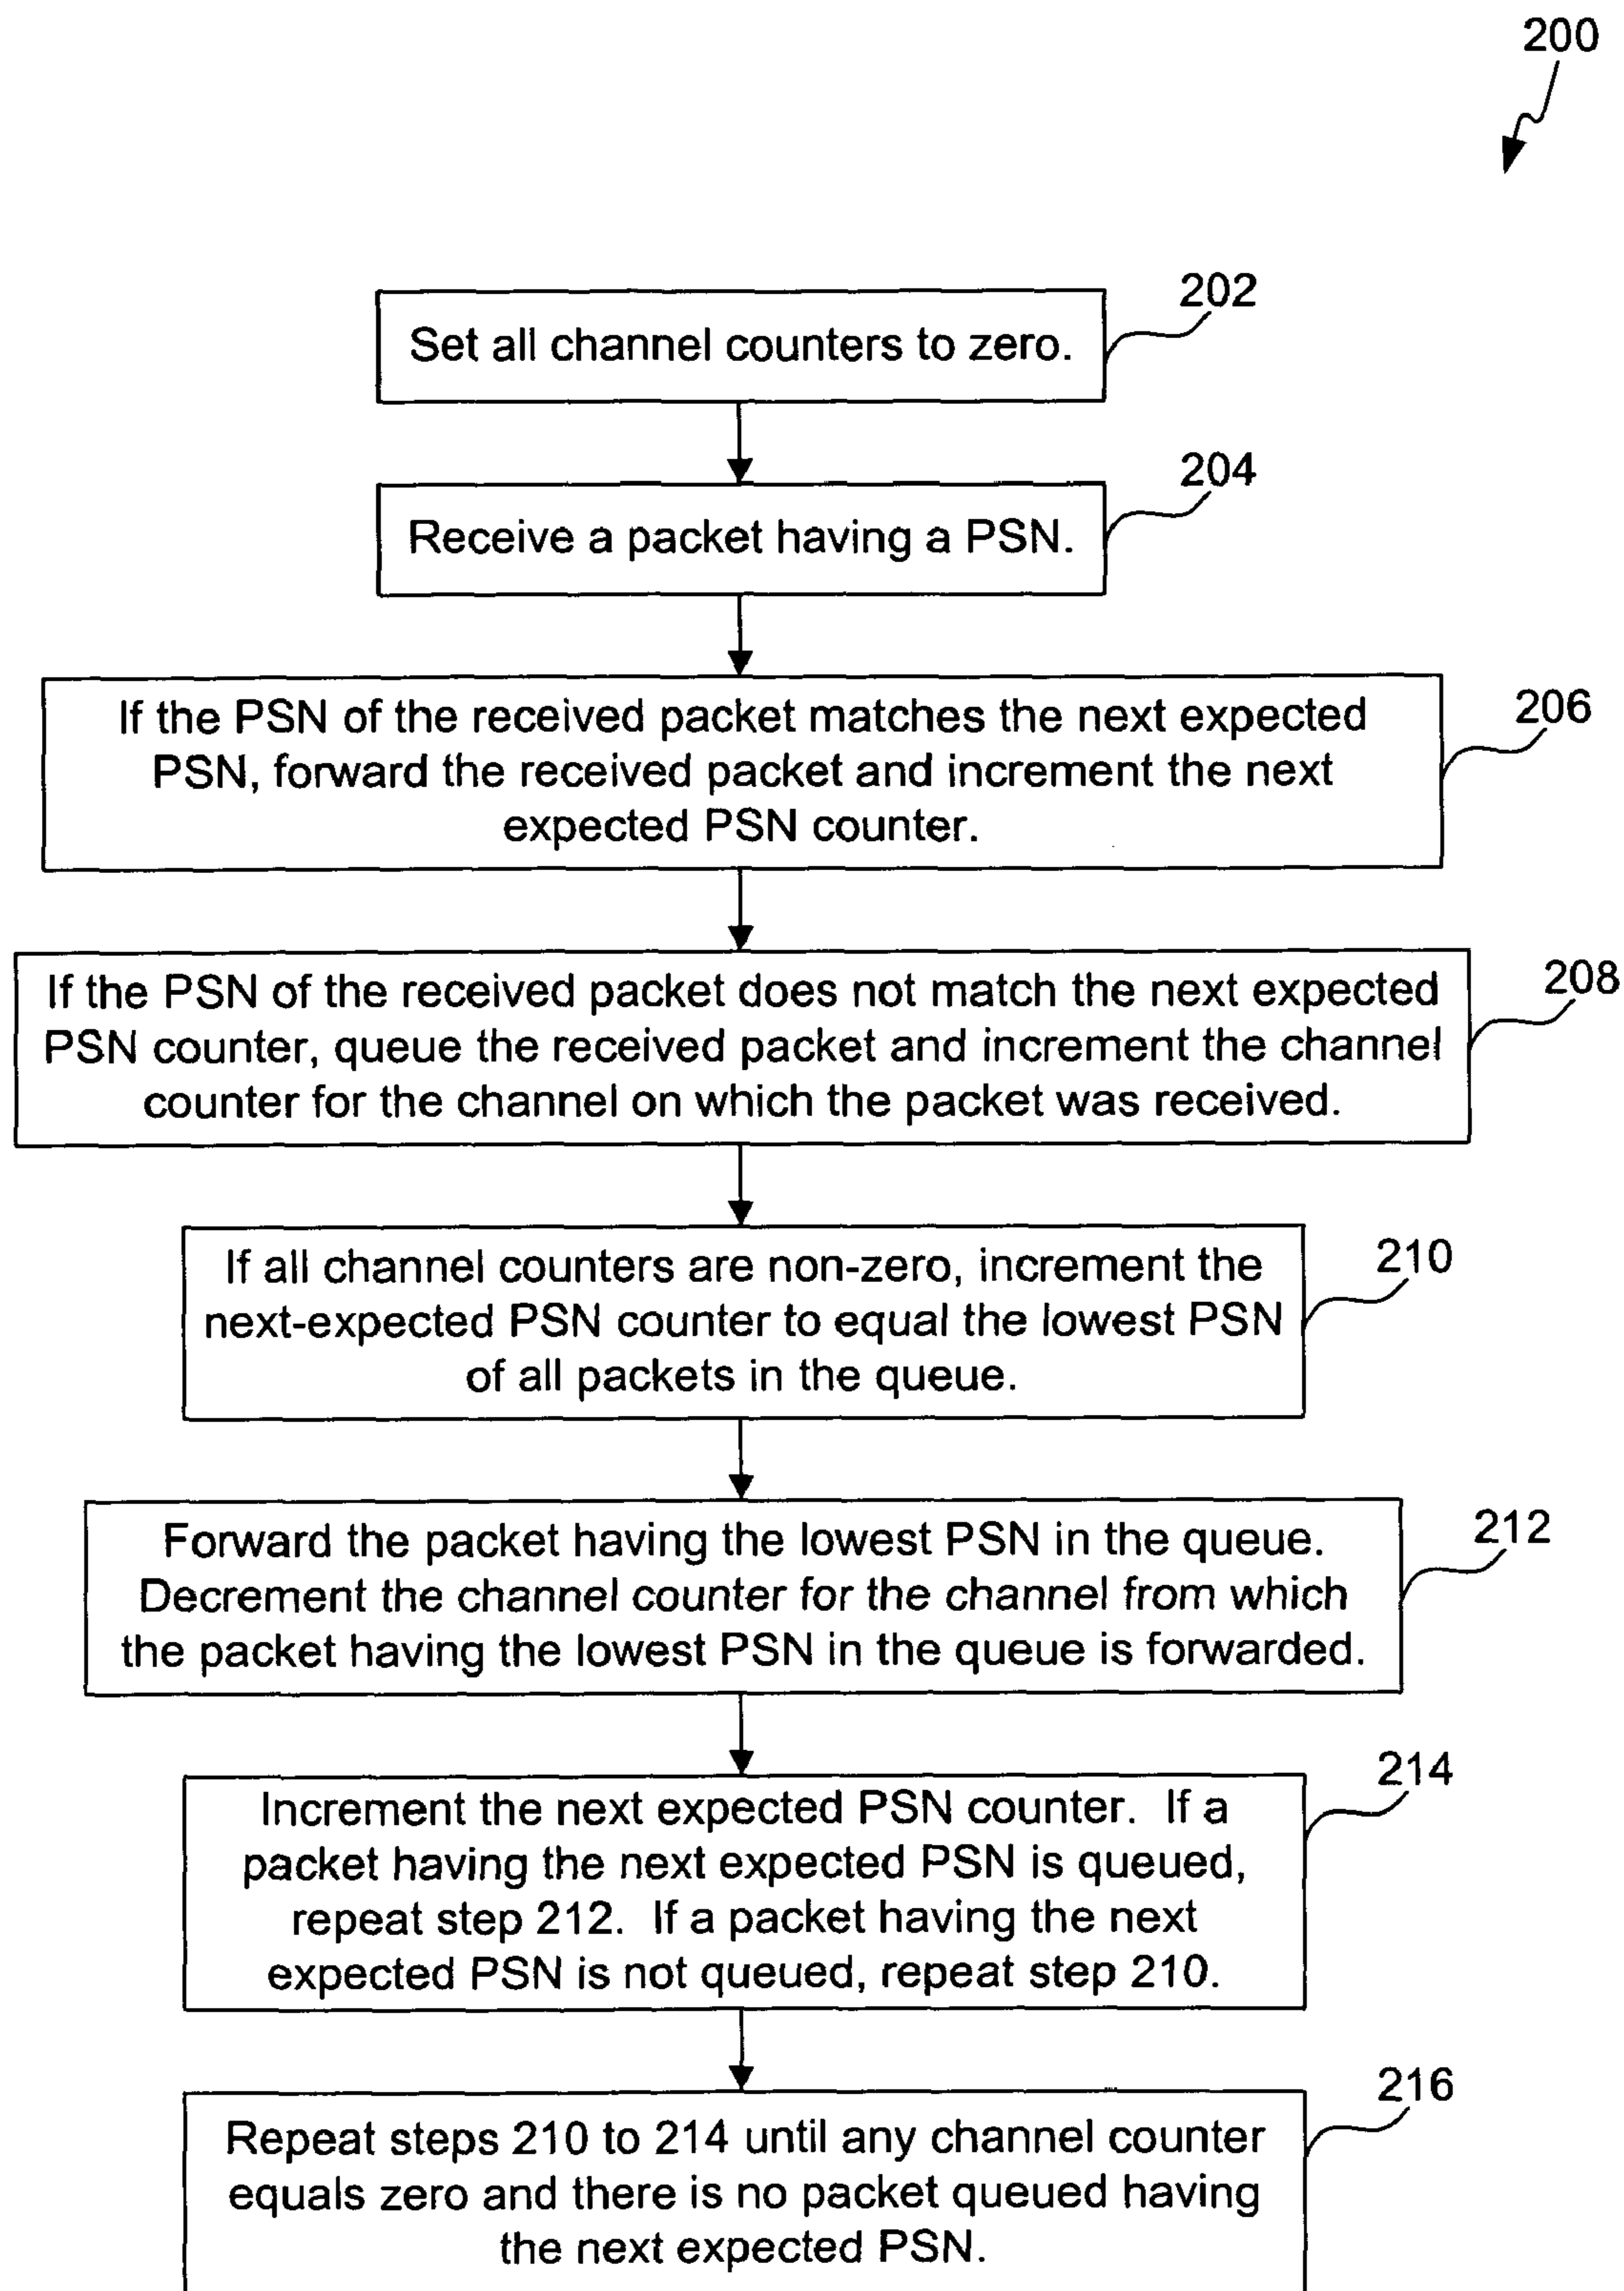 200
202
Set all channel counters to zero.
204
Receive a packet having a PSN.
206
If the PSN of the received packet matches the next expected
PSN, forward the received packet and increment the next
expected PSN counter.
208
If the PSN of the received packet does not match the next expected
PSN counter, queue the received packet and increment the channel
counter for the channel on which the packet was received.
210
If all channel counters are non-zero, increment the
next-expected PSN counter to equal the lowest PSN
of all packets in the queue.
212
Forward the packet having the lowest PSN in the queue.
Decrement the channel counter for the channel from which
the packet having the lowest PSN in the queue is forwarded.
214
Increment the next expected PSN counter. If a
packet having the next expected PSN is queued,
repeat step 212. If a packet having the next
expected PSN is not queued, repeat step 210.
216
Repeat steps 210 to 214 until any channel counter
equals zero and there is no packet queued having
the next expected PSN.